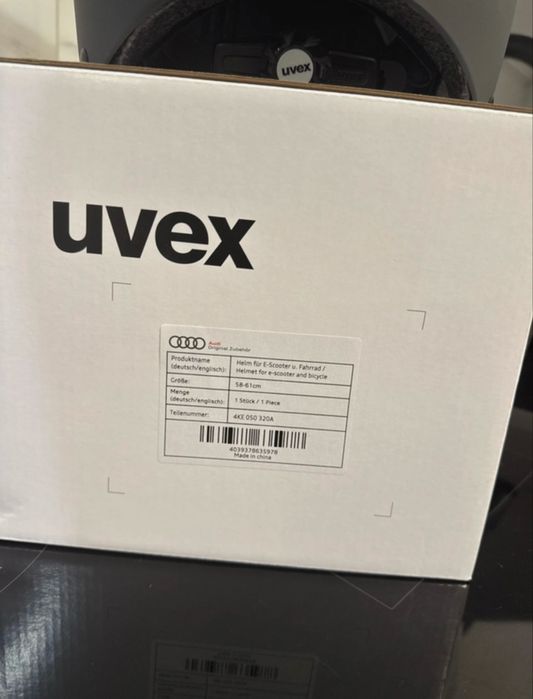 uvex
uvex
Audi
Original Zubehör
Produktname
(deutsch/englisch):
Helm für E-Scooter u. Fahrrad /
Helmet for e-scooter and bicycle
Größe:
58-61cm
Menge
(deutsch/englisch):
1 Stück / 1 Piece
Teilenummer:
4KE 050 320A
4039378635978
Made in china